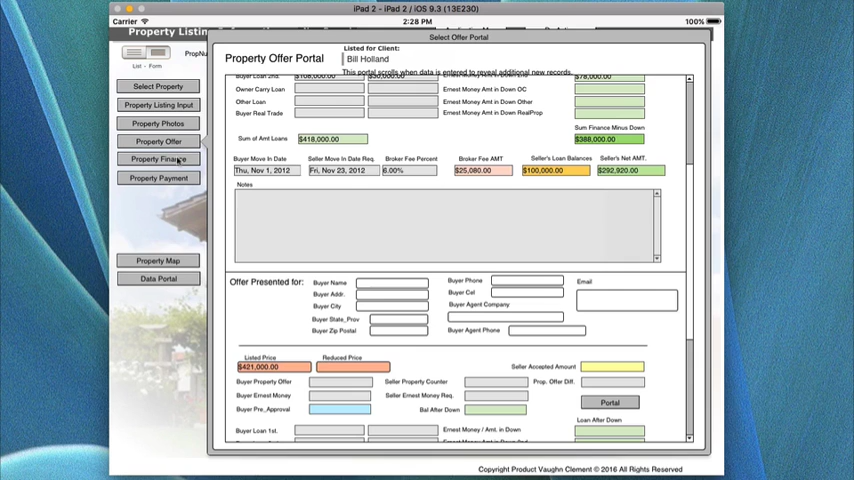 iPad 2 - iPad 2 / iOS 9.3 (13E230)
Carrier 2:28 PM 100%
Property Listin
Select Offer Portal
List - Form
PropNu
Property Offer Portal
Listed for Client:
Bill Holland
This portal scrolls when data is entered to reveal additional new records.
Select Property
Property Listing Input
Property Photos
Property Offer
Property Finance
Property Payment
Property Map
Data Portal
Buyer Loan 2nd. $108,000.00 $30,000.00 $78,000.00
Owner Carry Loan Ernest Money Amt in Down OC
Other Loan Ernest Money Amt in Down Other
Buyer Real Trade Ernest Money Amt in Down RealProp
Sum Finance Minus Down
Sum of Amt Loans $418,000.00 $388,000.00
Buyer Move In Date Seller Move In Date Req. Broker Fee Percent Broker Fee AMT Seller's Loan Balances Seller's Net AMT.
Thu, Nov 1, 2012 Fri, Nov 23, 2012 6.00% $25,080.00 $100,000.00 $292,920.00
Notes
Offer Presented for:
Buyer Name
Buyer Addr.
Buyer City
Buyer State_Prov
Buyer Zip Postal
Buyer Phone
Buyer Cel
Buyer Agent Company
Buyer Agent Phone
Email
Listed Price Reduced Price
$421,000.00 Seller Accepted Amount
Buyer Property Offer Seller Property Counter Prop. Offer Diff.
Buyer Ernest Money Seller Ernest Money Req.
Portal
Buyer Pre_Approval Bal After Down
Loan After Down
Buyer Loan 1st. Ernest Money / Amt. in Down
Copyright Product Vaughn Clement © 2016 All Rights Reserved